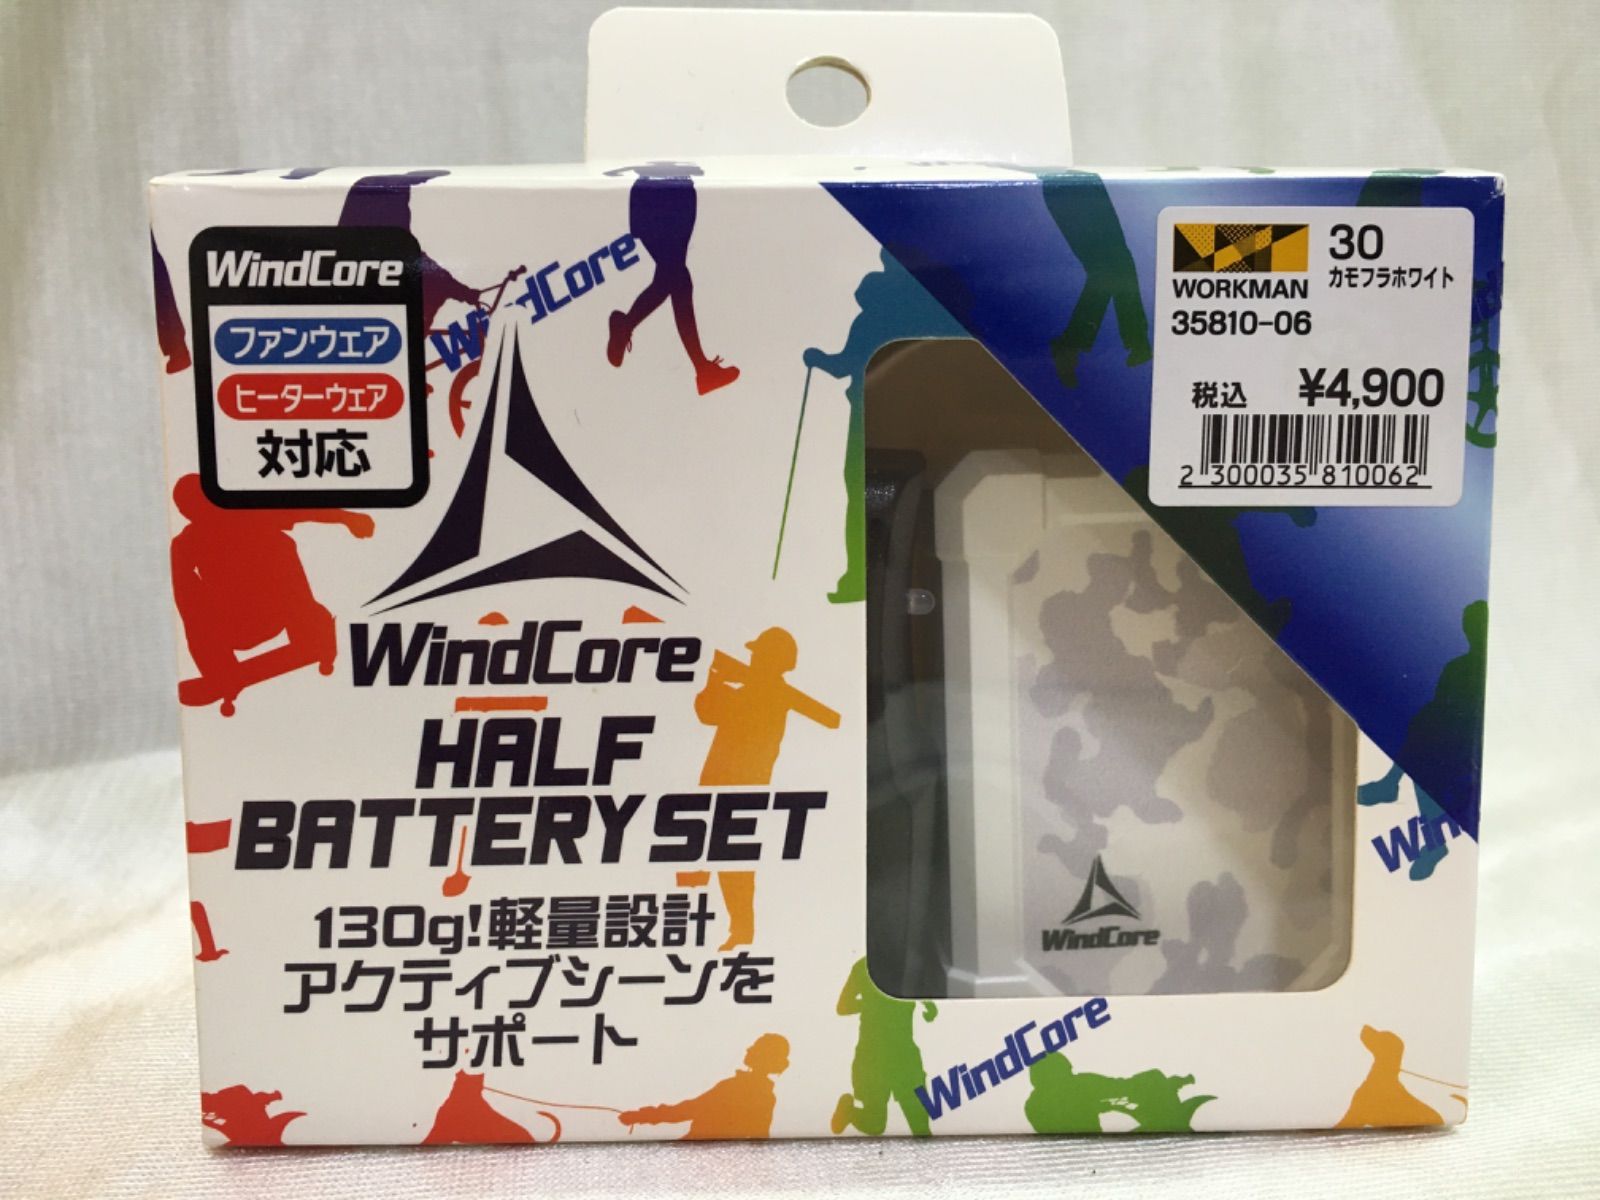 WindCore
ファンウェア
ヒーターウェア
対応
WindCore
WindCore
HALF
BATTERY SET
130g!軽量設計
アクティブシーンを
サポート
WORKMAN
30
カモフラホワイト
35810-06
税込 ¥4,900
2 300035 810062
WindCore
WindCore
Win